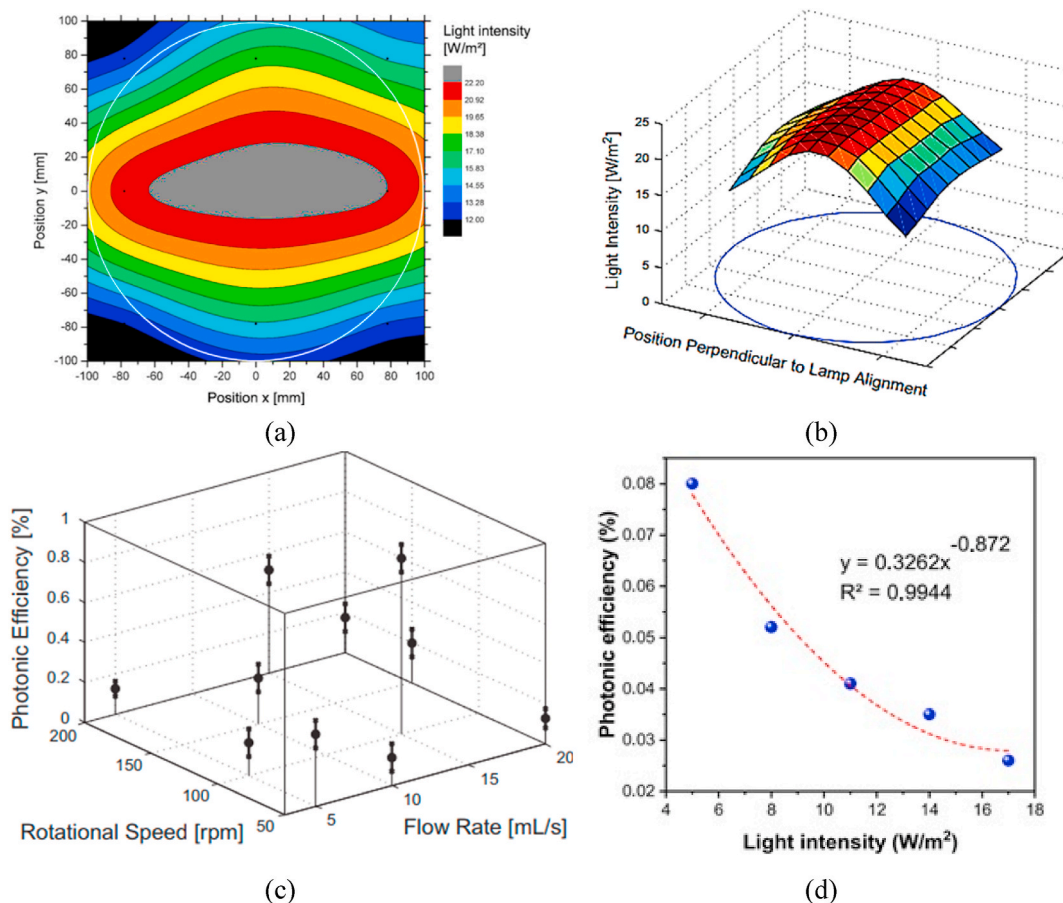 Light intensity
[W/m²]
22.20
20.92
19.65
18.38
17.10
15.83
14.55
13.28
12.00
100
80
60
40
20
0
-20
-40
-60
-80
-100
Position y [mm]
-100 -80 -60 -40 -20 0 20 40 60 80 100
Position x [mm]
(a)
25
20
15
10
5
0
Light Intensity [W/m²]
Position Perpendicular to Lamp Alignment
(b)
1
0.8
0.6
0.4
0.2
0
Photonic Efficiency [%]
200
150
100
50
Rotational Speed [rpm]
5
10
15
20
Flow Rate [mL/s]
(c)
0.08
0.07
0.06
0.05
0.04
0.03
0.02
Photonic efficiency (%)
y = 0.3262x-0.872
R² = 0.9944
4 6 8 10 12 14 16 18
Light intensity (W/m²)
(d)